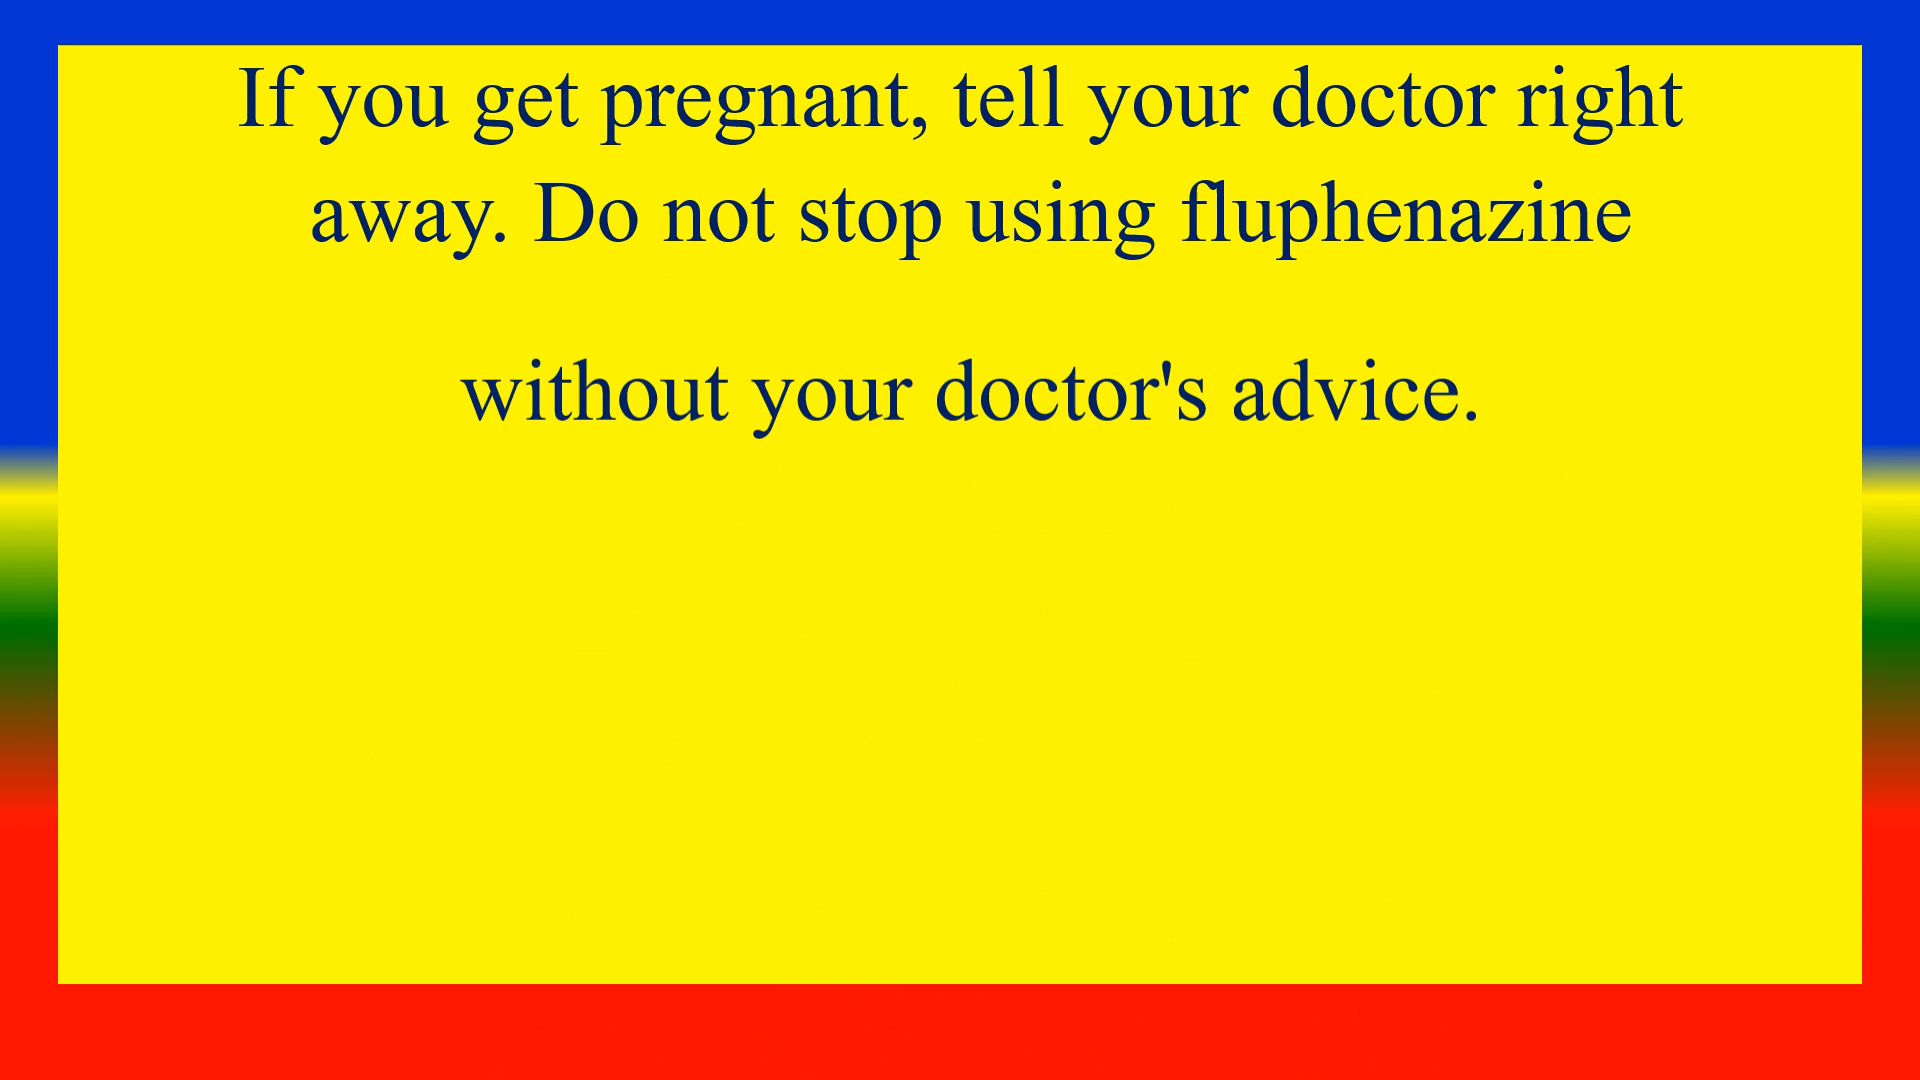 If you get pregnant, tell your doctor right
away. Do not stop using fluphenazine
without your doctor's advice.